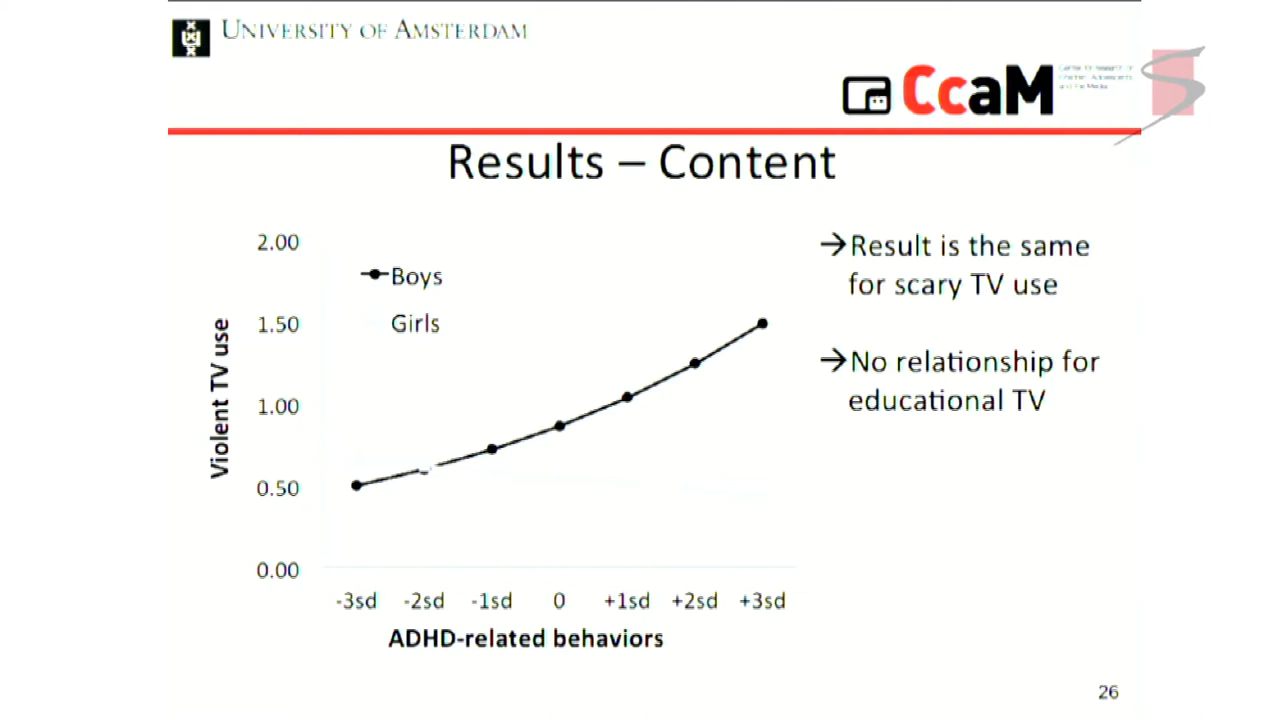 UNIVERSITY OF AMSTERDAM
CcaM
Results – Content
2.00
1.50
1.00
0.50
0.00
Violent TV use
Boys
Girls
-3sd -2sd -1sd 0 +1sd +2sd +3sd
ADHD-related behaviors
→Result is the same
for scary TV use
→No relationship for
educational TV
26